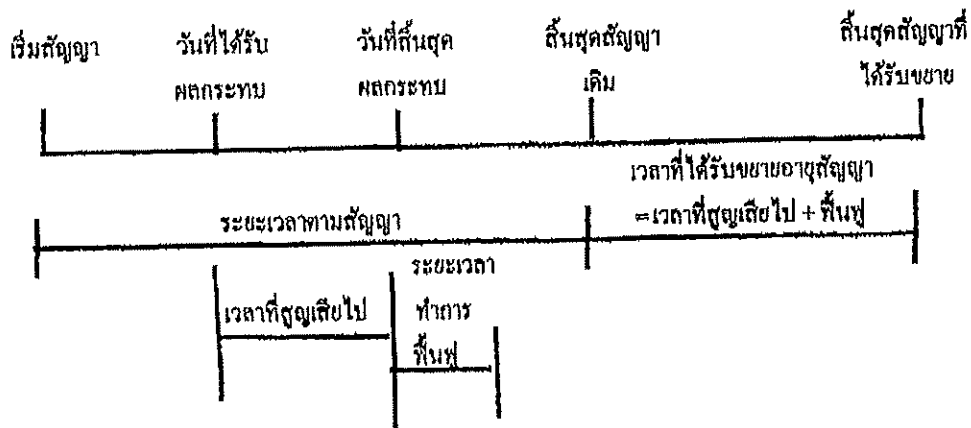 เริ่มสัญญา
วันที่ได้รับ
ผลกระทบ
วันที่สิ้นสุด
ผลกระทบ
สิ้นสุดสัญญา
เดิม
สิ้นสุดสัญญาที่
ได้รับขยาย
เวลาที่ได้รับขยายอายุสัญญา
=เวลาที่สูญเสียไป + ฟื้นฟู
ระยะเวลาตามสัญญา
เวลาที่สูญเสียไป
ระยะเวลา
ทำการ
ฟื้นฟู